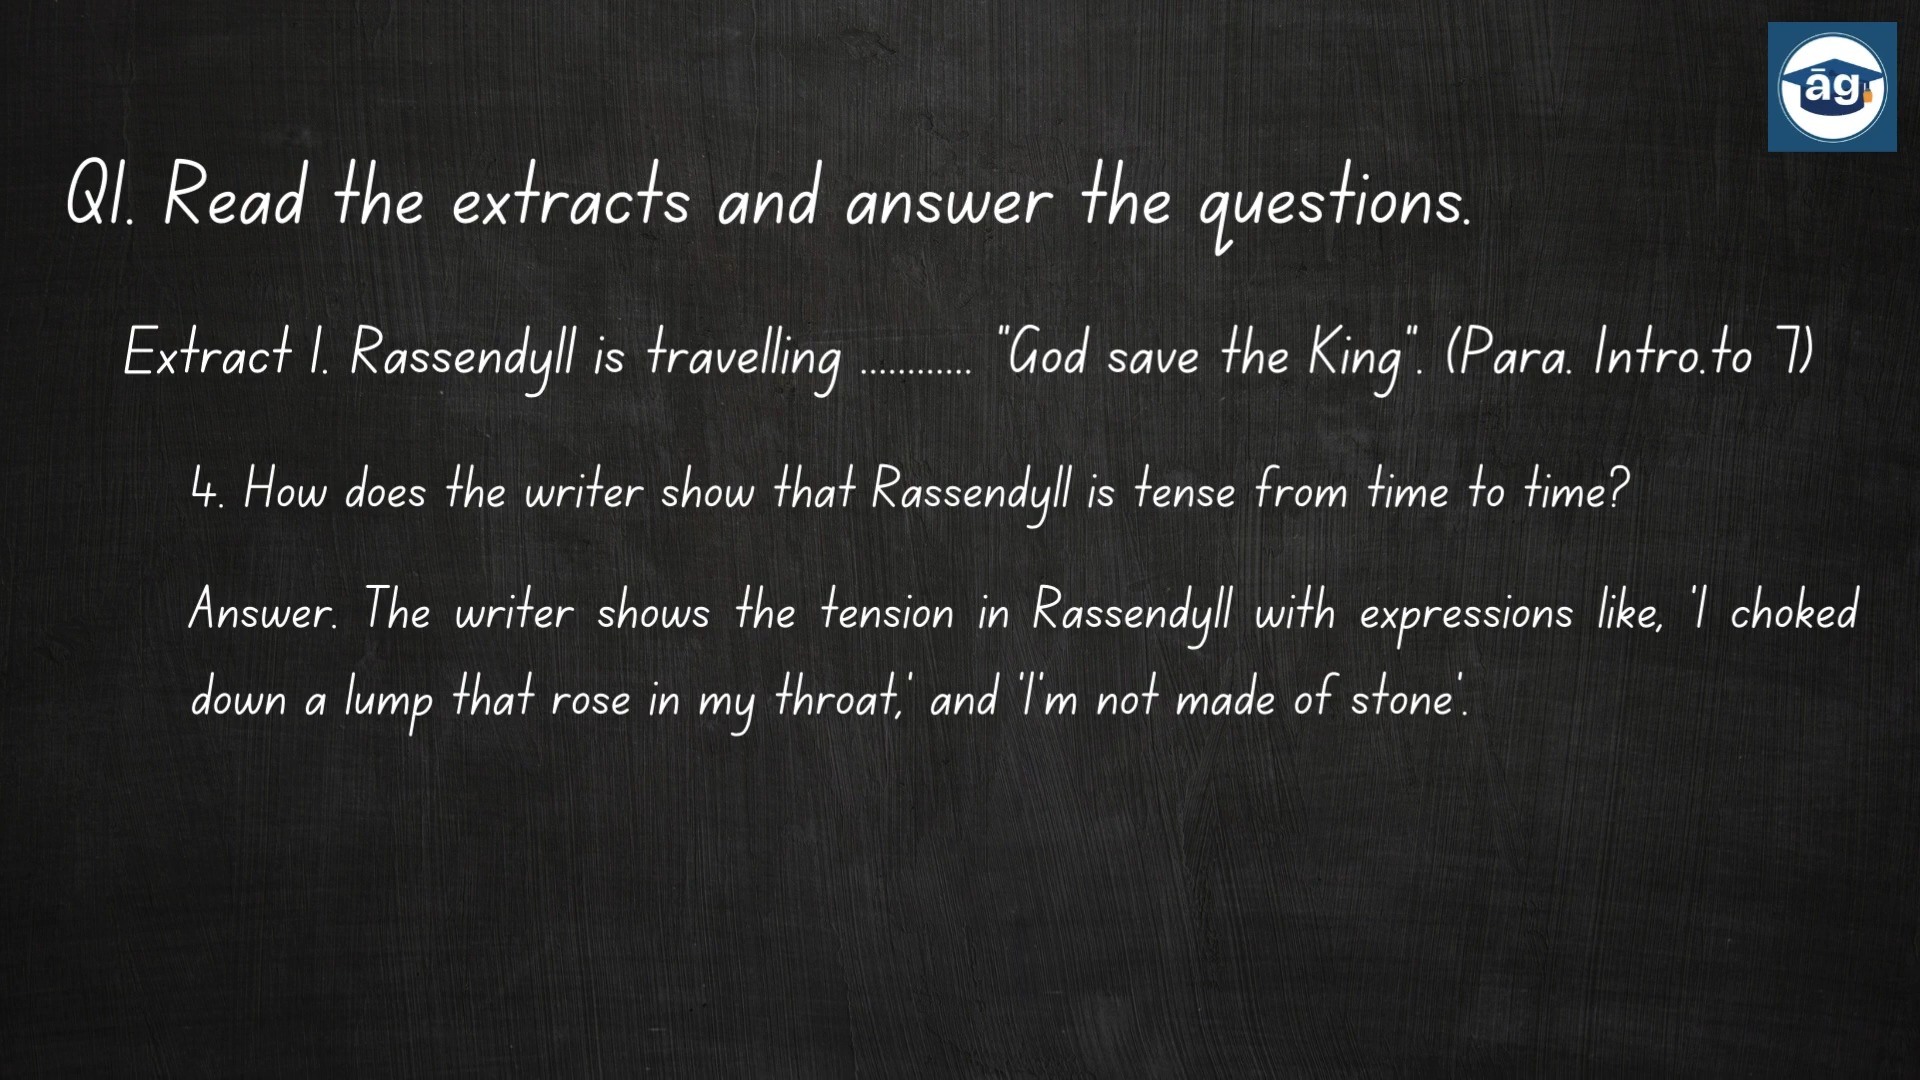 āg
Q1. Read the extracts and answer the questions.
Extract 1. Rassendyll is travelling ............ "God save the King". (Para. Intro.to 7)
4. How does the writer show that Rassendyll is tense from time to time?
Answer. The writer shows the tension in Rassendyll with expressions like, 'I choked
down a lump that rose in my throat,' and 'I'm not made of stone'.